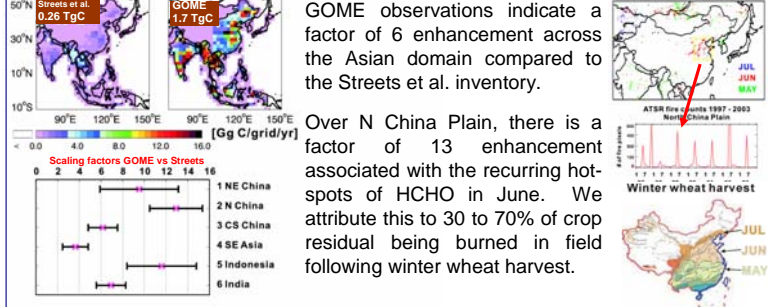 50°N
30°N
10°N
10°S
Streets et al.
0.26 TgC
GOME
1.7 TgC
90°E 120°E 150°E
90°E 120°E 150°E
< 0.0 4.0 8.0 12.0 16.0
[Gg C/grid/yr]
Scaling factors GOME vs Streets
0 2 4 6 8 10 12 14 16
1 NE China
2 N China
3 CS China
4 SE Asia
5 Indonesia
6 India
GOME observations indicate a
factor of 6 enhancement across
the Asian domain compared to
the Streets et al. inventory.
Over N China Plain, there is a
factor of 13 enhancement
associated with the recurring hot-
spots of HCHO in June. We
attribute this to 30 to 70% of crop
residual being burned in field
following winter wheat harvest.
JUL
JUN
MAY
ATSR fire counts 1997 - 2003
North China Plain
# of fire pixels
Winter wheat harvest
JUL
JUN
MAY